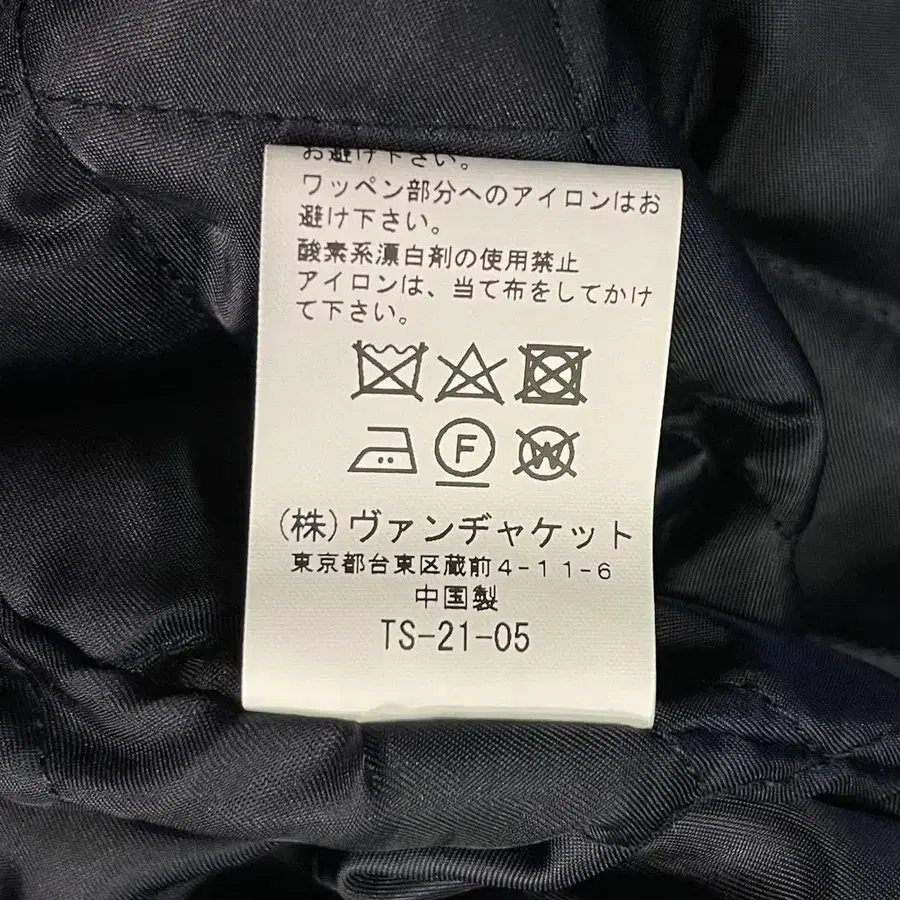 お避け下さい。
ワッペン部分へのアイロンはお
避け下さい。
酸素系漂白剤の使用禁止
アイロンは、当て布をしてかけ
て下さい。
F
W
(株)ヴァンヂャケット
東京都台東区蔵前4-11-6
中国製
TS-21-05